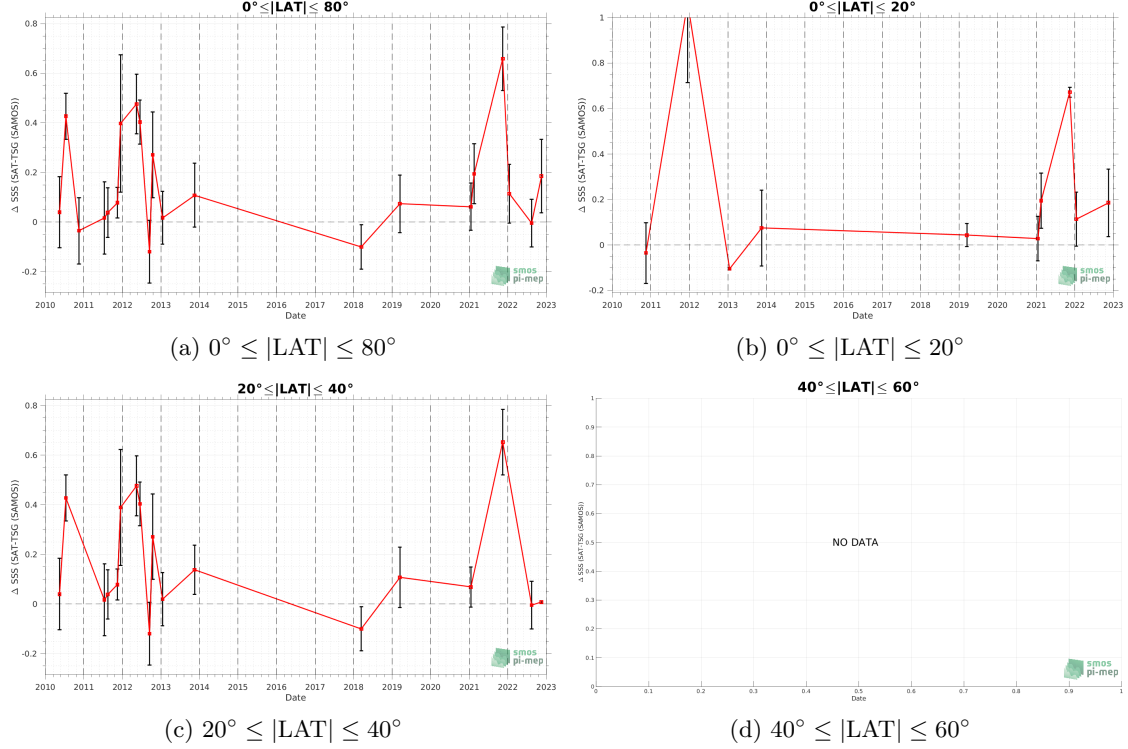 0°≤|LAT|≤ 80°
Δ SSS (SAT-TSG (SAMOS))
0.8
0.6
0.4
0.2
0
-0.2
2010 2011 2012 2013 2014 2015 2016 2017 2018 2019 2020 2021 2022 2023
Date
smos
pi-mep
(a) 0° ≤ |LAT| ≤ 80°
0°≤|LAT|≤ 20°
Δ SSS (SAT-TSG (SAMOS))
1
0.8
0.6
0.4
0.2
0
-0.2
2010 2011 2012 2013 2014 2015 2016 2017 2018 2019 2020 2021 2022 2023
Date
smos
pi-mep
(b) 0° ≤ |LAT| ≤ 20°
20°≤|LAT|≤ 40°
Δ SSS (SAT-TSG (SAMOS))
0.8
0.6
0.4
0.2
0
-0.2
2010 2011 2012 2013 2014 2015 2016 2017 2018 2019 2020 2021 2022 2023
Date
smos
pi-mep
(c) 20° ≤ |LAT| ≤ 40°
40°≤|LAT|≤ 60°
Δ SSS (SAT-TSG (SAMOS))
1
0.9
0.8
0.7
0.6
0.5
0.4
0.3
0.2
0.1
0
NO DATA
0 0.1 0.2 0.3 0.4 0.5 0.6 0.7 0.8 0.9 1
Date
smos
pi-mep
(d) 40° ≤ |LAT| ≤ 60°